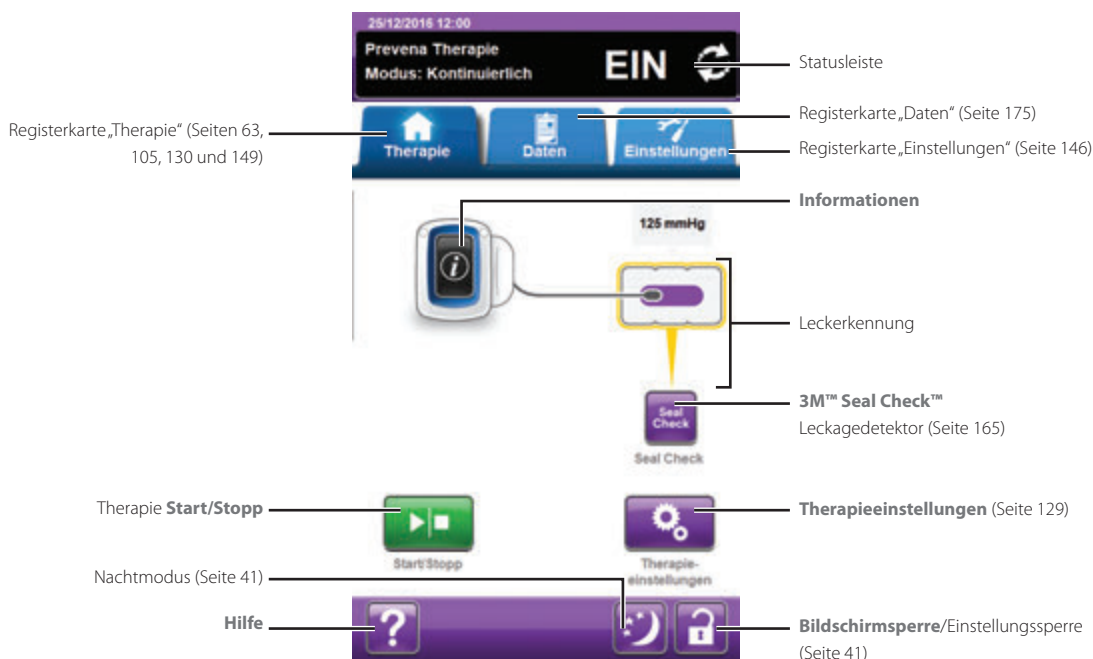 25/12/2016 12:00
Prevena Therapie
Modus: Kontinuierlich
EIN
Statusleiste
Registerkarte „Therapie“ (Seiten 63,
105, 130 und 149)
Therapie
Daten
Einstellungen
Registerkarte „Daten“ (Seite 175)
Registerkarte „Einstellungen“ (Seite 146)
Informationen
i
125 mmHg
Leckerkennung
Seal
Check
Seal Check
3M™ Seal Check™
Leckagedetektor (Seite 165)
Therapie Start/Stopp
Start/Stopp
Therapie-
einstellungen
Therapieeinstellungen (Seite 129)
Nachtmodus (Seite 41)
Hilfe
?
Bildschirmsperre/Einstellungssperre
(Seite 41)